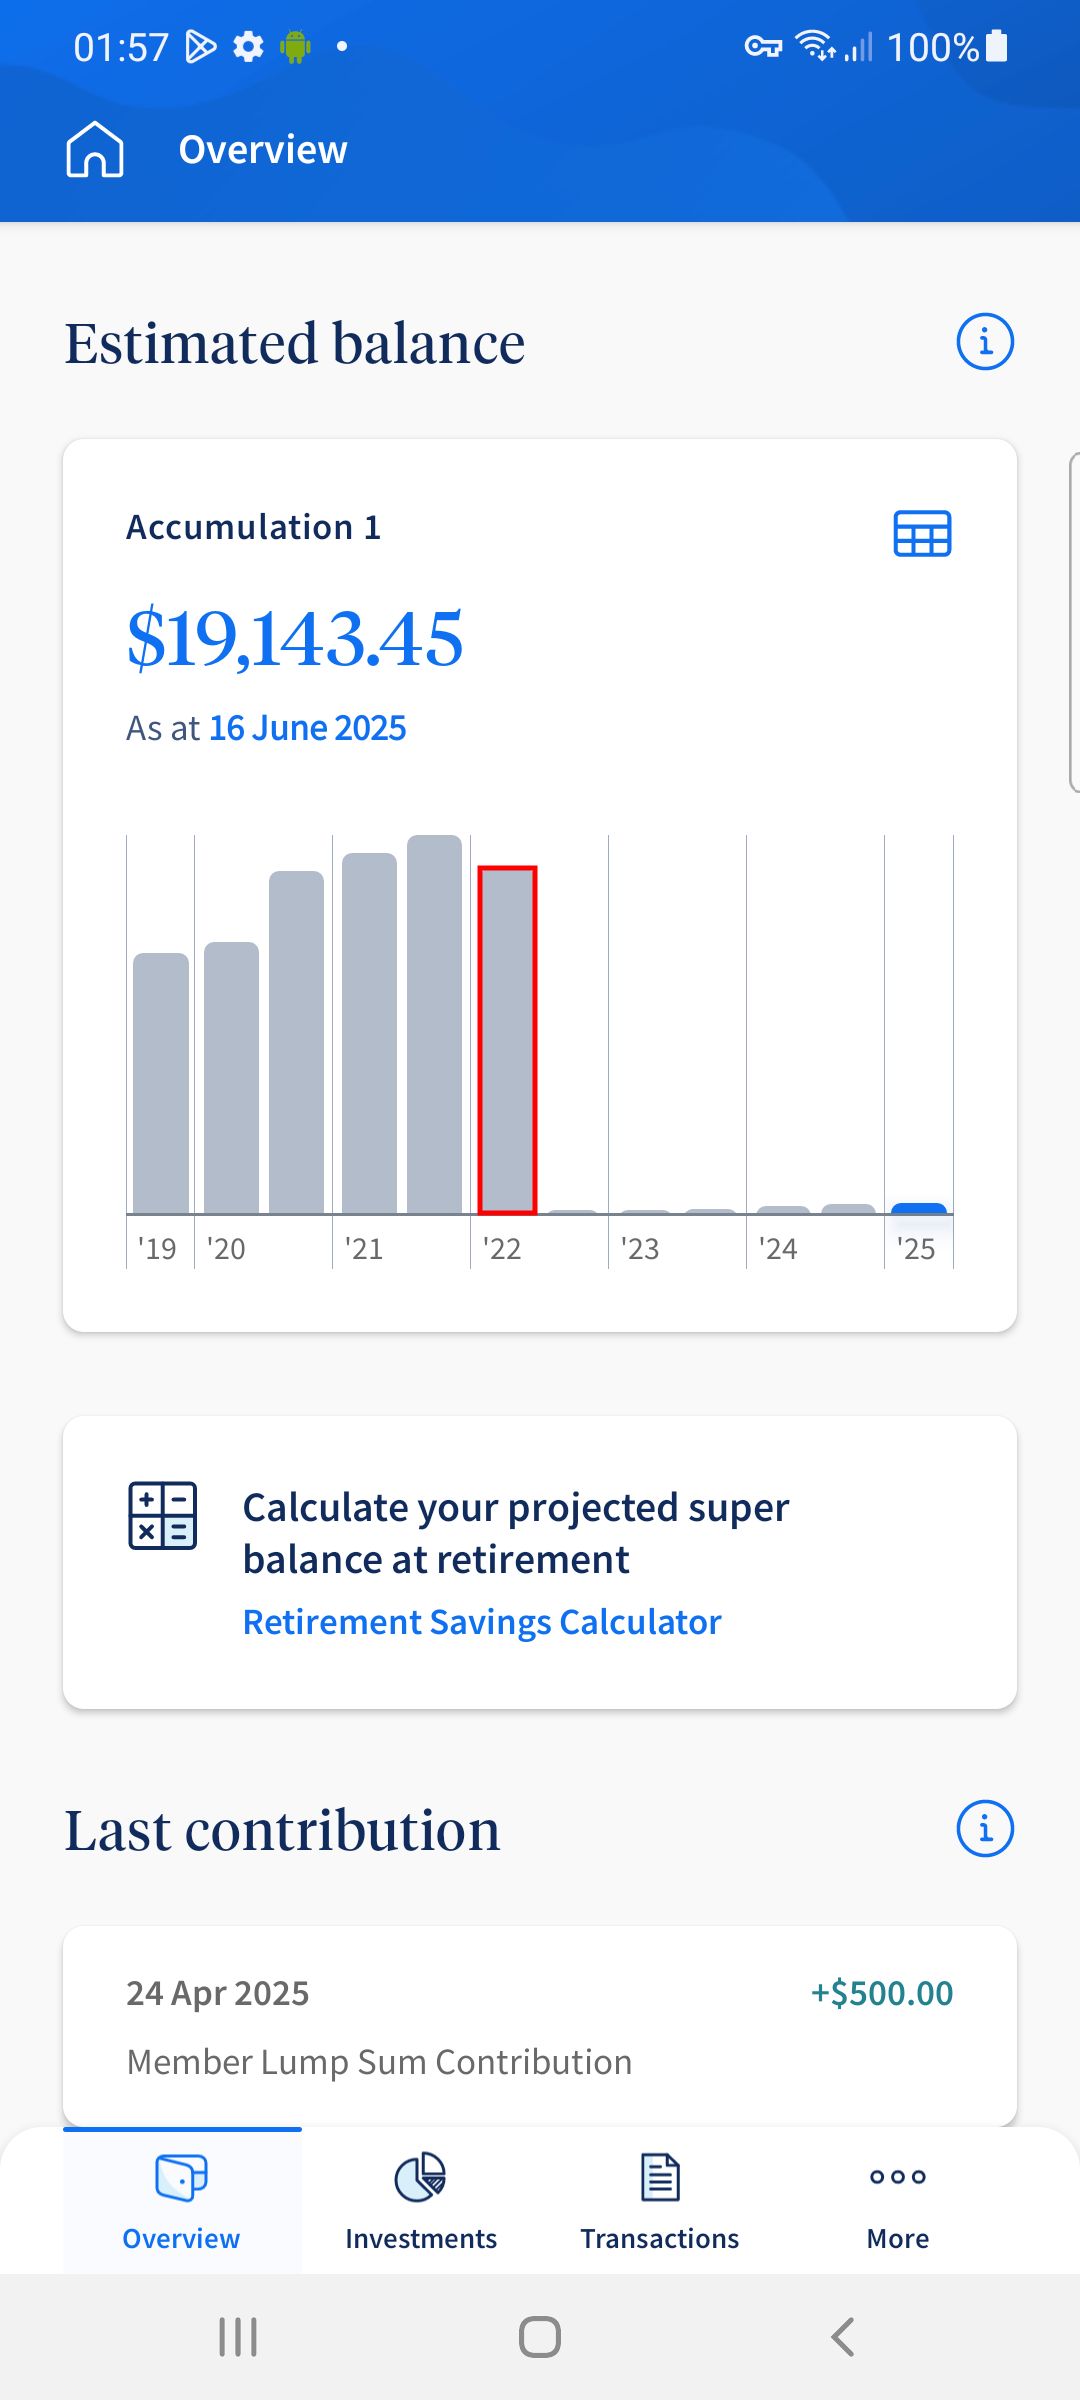 01:57
100%
Overview
Estimated balance
Accumulation 1
$19,143.45
As at 16 June 2025
'19 '20 '21 '22 '23 '24 '25
Calculate your projected super
balance at retirement
Retirement Savings Calculator
Last contribution
24 Apr 2025 +$500.00
Member Lump Sum Contribution
Overview Investments Transactions More